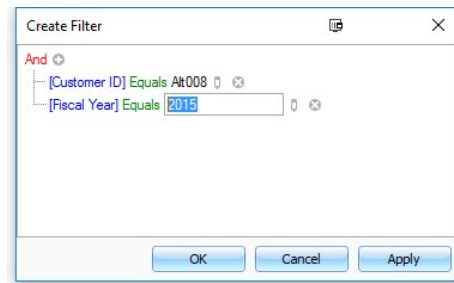 Create Filter
And
[Customer ID] Equals Alt008
[Fiscal Year] Equals 2015
OK Cancel Apply